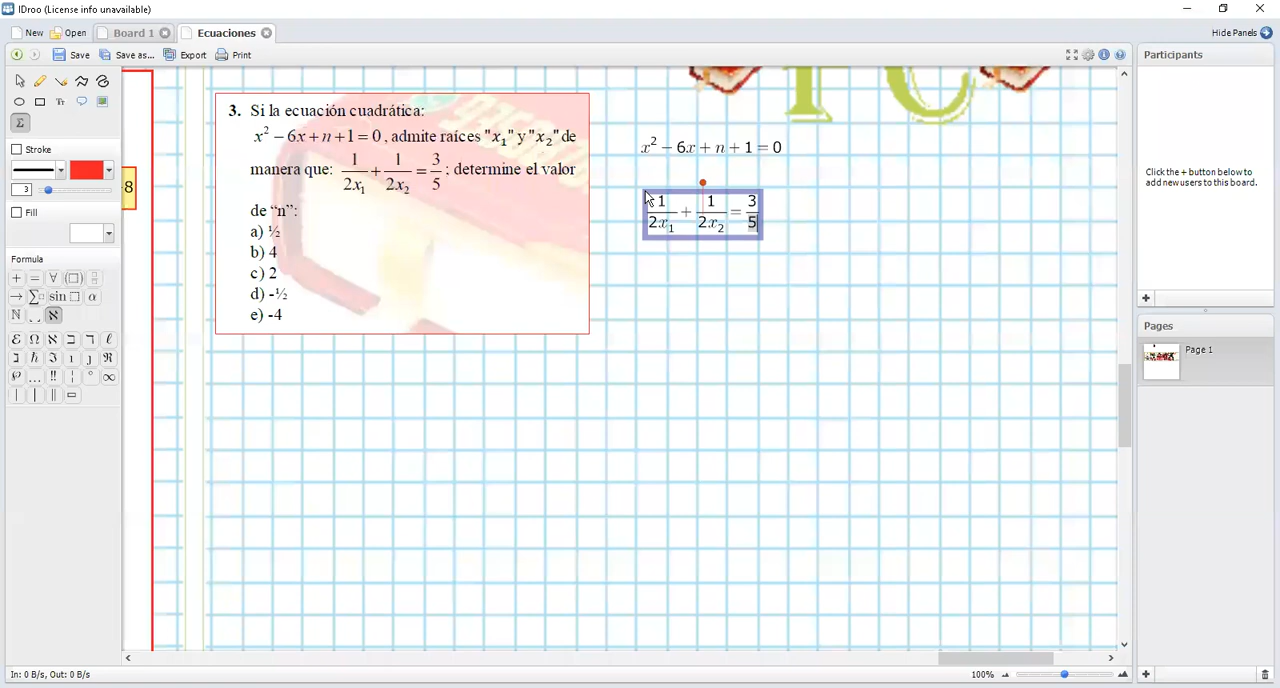 IDroo (License info unavailable)
New Open Board 1 Ecuaciones Hide Panels
Save Save as... Export Print
Participants
Click the + button below to
add new users to this board.
Stroke
3
Fill
Formula
+ = ∀ (□)
→ ∑ sin □ α
ℕ ℵ
ℰ Ω ℵ ℶ ℸ ℓ
ℷ ℏ ℑ ı ȷ ℜ
℘ … !! ¦ ° ∞
| | ‖
-8
TC
3. Si la ecuación cuadrática:
x² − 6x + n + 1 = 0, admite raíces "x₁" y "x₂" de
manera que: 1/2x₁ + 1/2x₂ = 3/5; determine el valor
de “n”:
a) ½
b) 4
c) 2
d) -½
e) -4
x² − 6x + n + 1 = 0
1/2x₁ + 1/2x₂ = 3/5
Pages
Page 1
In: 0 B/s, Out: 0 B/s
100%